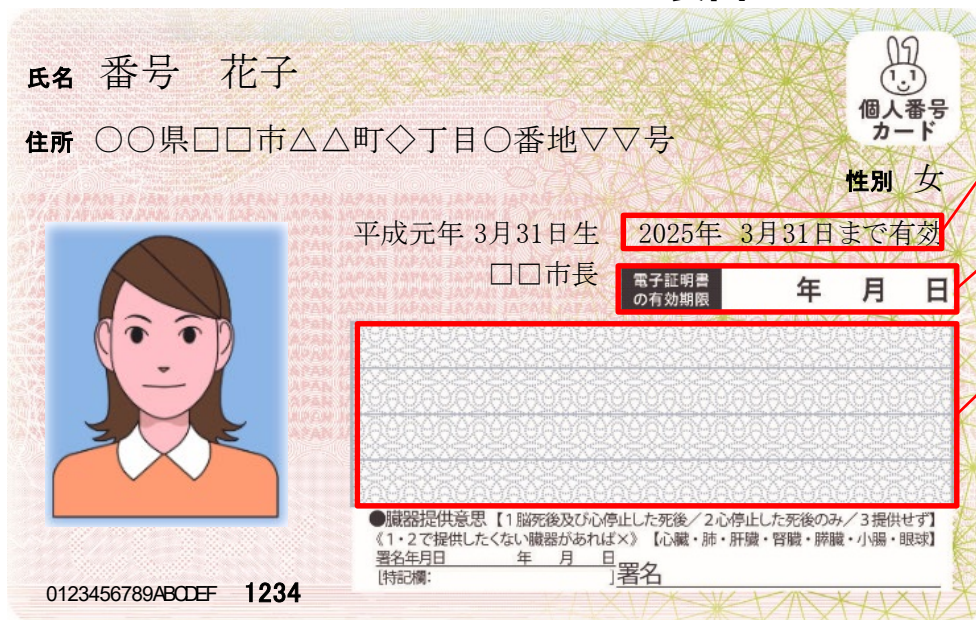 氏名 番号 花子
個人番号
カード
住所 〇〇県□□市△△町◇丁目〇番地▽▽号
性別 女
平成元年 3月31日生 2025年 3月31日まで有効
□□市長
電子証明書
の有効期限 年 月 日
●臓器提供意思【1脳死後及び心停止した死後／2心停止した死後のみ／3提供せず】
《1・2で提供したくない臓器があれば×》【心臓・肺・肝臓・腎臓・膵臓・小腸・眼球】
署名年月日 年 月 日
[特記欄: ]署名
0123456789ABCDEF 1234